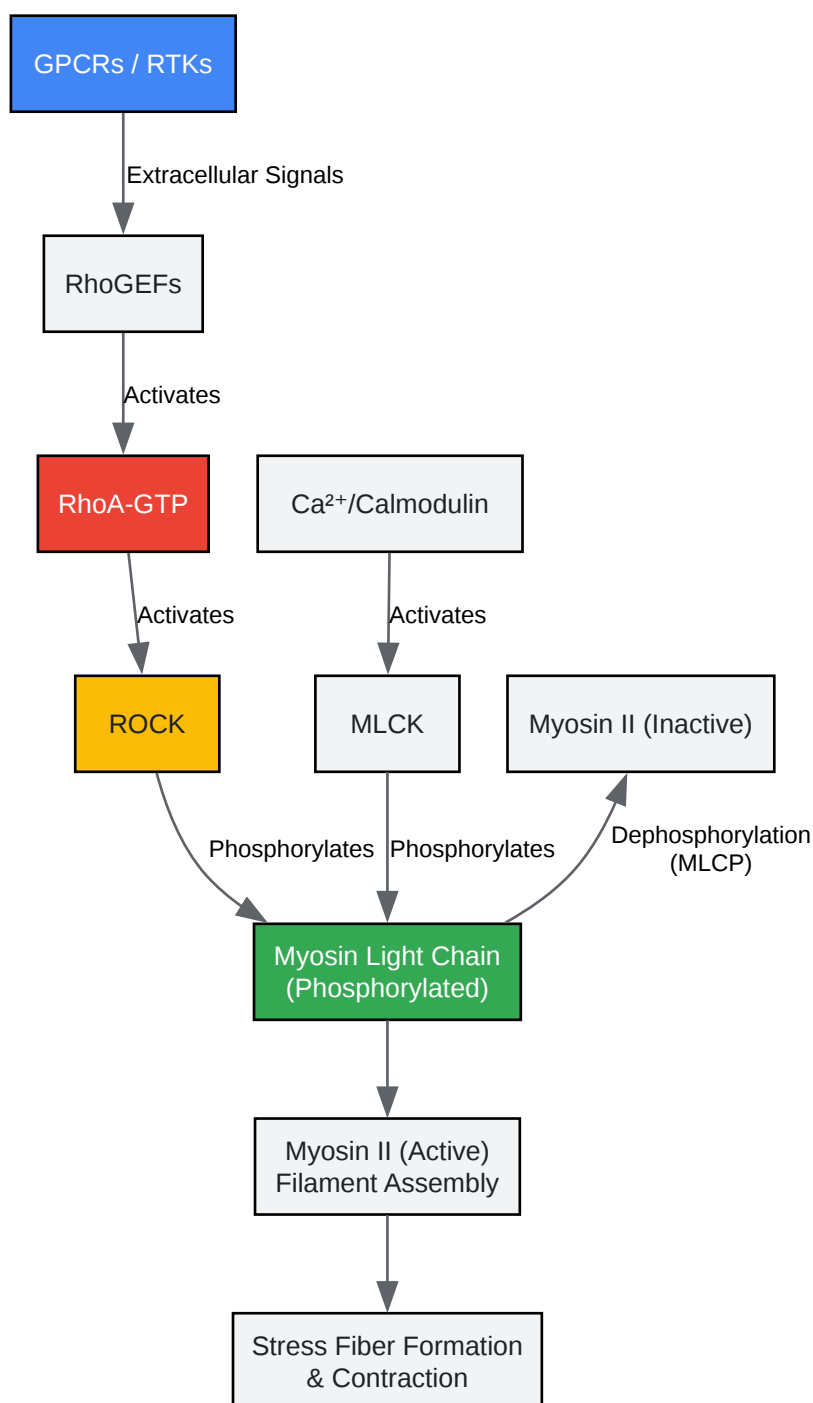 GPCRs / RTKs
Extracellular Signals
RhoGEFs
Activates
RhoA-GTP
Ca²⁺/Calmodulin
Activates
Activates
ROCK
MLCK
Myosin II (Inactive)
Phosphorylates
Phosphorylates
Dephosphorylation
(MLCP)
Myosin Light Chain
(Phosphorylated)
Myosin II (Active)
Filament Assembly
Stress Fiber Formation
& Contraction